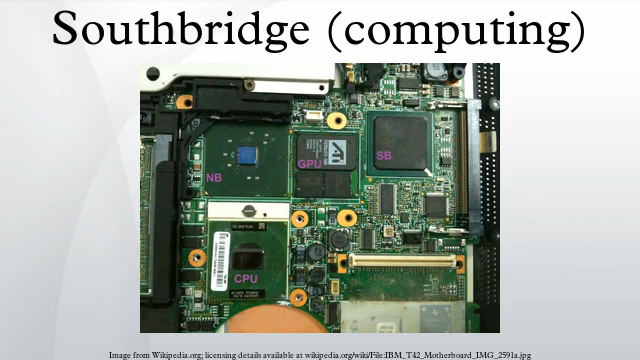 Southbridge (computing)
NB
GPU
ATI
SB
CPU
Image from Wikipedia.org; licensing details available at wikipedia.org/wiki/File:IBM_T42_Motherboard_IMG_2591a.jpg